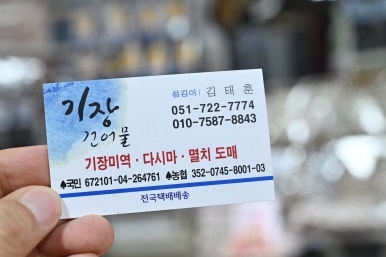 기장
건어물
섬김이 | 김태훈
051-722-7774
010-7587-8843
기장미역 · 다시마 · 멸치 도매
♠국민 672101-04-264761 ♠농협 352-0745-8001-03
전국택배배송